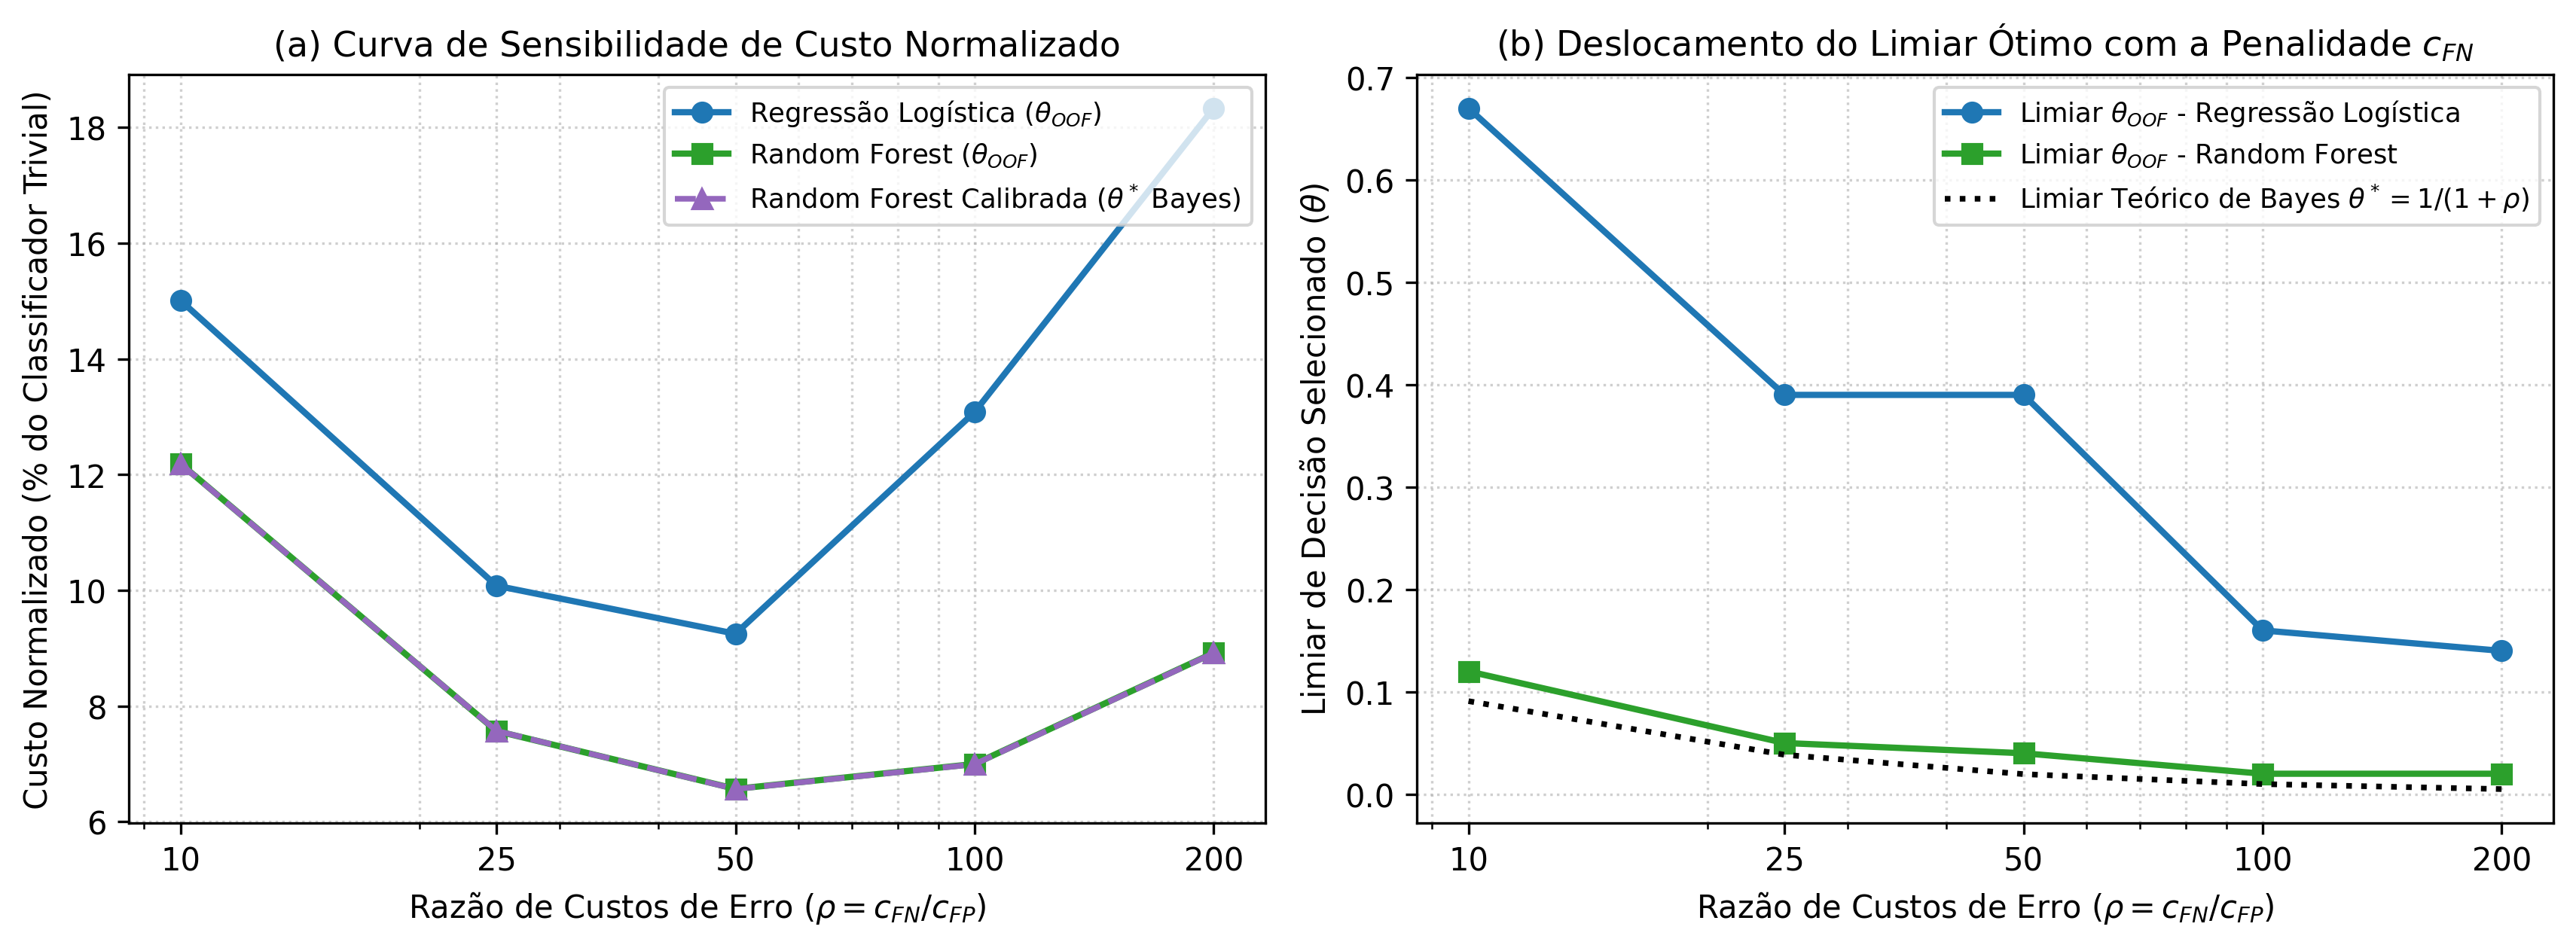 (a) Curva de Sensibilidade de Custo Normalizado
Custo Normalizado (% do Classificador Trivial)
18
16
14
12
10
8
6
Regressão Logística (θ_OOF)
Random Forest (θ_OOF)
Random Forest Calibrada (θ* Bayes)
10 25 50 100 200
Razão de Custos de Erro (ρ = c_FN/c_FP)
(b) Deslocamento do Limiar Ótimo com a Penalidade c_FN
Limiar de Decisão Selecionado (θ)
0.7
0.6
0.5
0.4
0.3
0.2
0.1
0.0
Limiar θ_OOF - Regressão Logística
Limiar θ_OOF - Random Forest
Limiar Teórico de Bayes θ* = 1/(1 + ρ)
10 25 50 100 200
Razão de Custos de Erro (ρ = c_FN/c_FP)